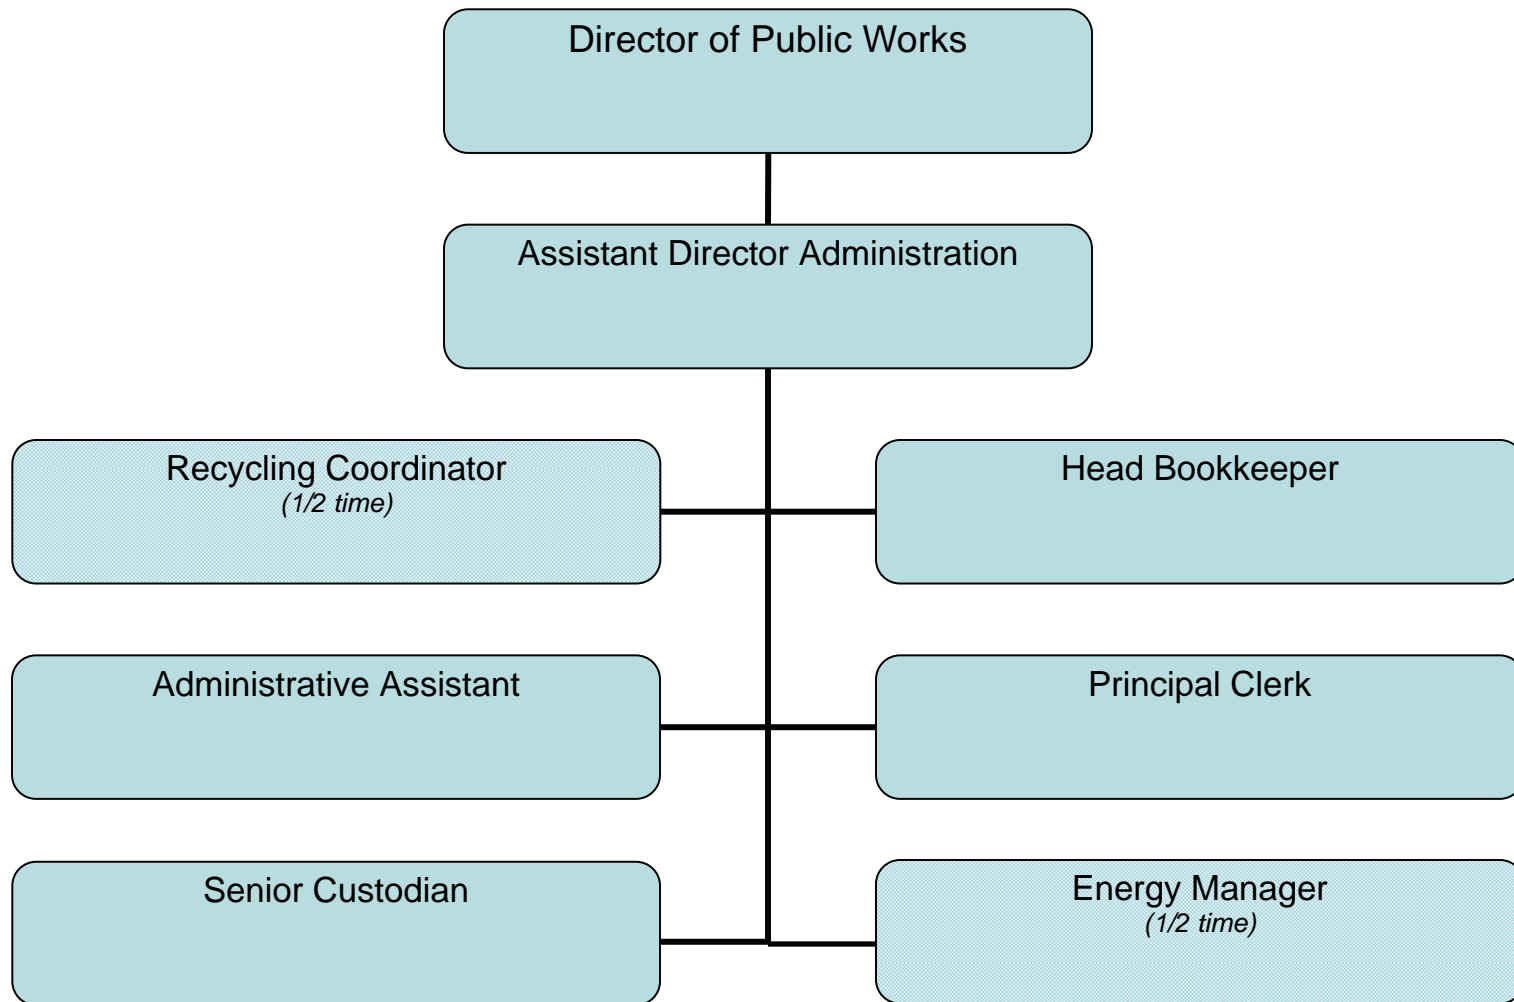 Director of Public Works
Assistant Director Administration
Recycling Coordinator
(1/2 time)
Head Bookkeeper
Administrative Assistant
Principal Clerk
Senior Custodian
Energy Manager
(1/2 time)